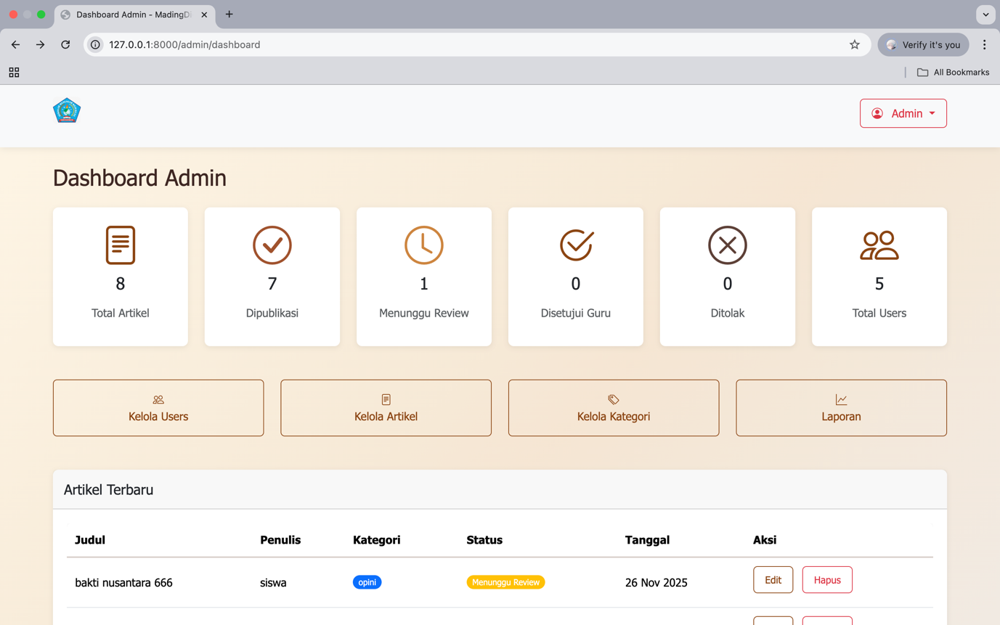 Dashboard Admin - MadingDi
127.0.0.1:8000/admin/dashboard
Verify it's you
All Bookmarks
Admin
Dashboard Admin
8
7
1
0
0
5
Total Artikel
Dipublikasi
Menunggu Review
Disetujui Guru
Ditolak
Total Users
Kelola Users
Kelola Artikel
Kelola Kategori
Laporan
Artikel Terbaru
Judul Penulis Kategori Status Tanggal Aksi
bakti nusantara 666 siswa opini Menunggu Review 26 Nov 2025 Edit Hapus